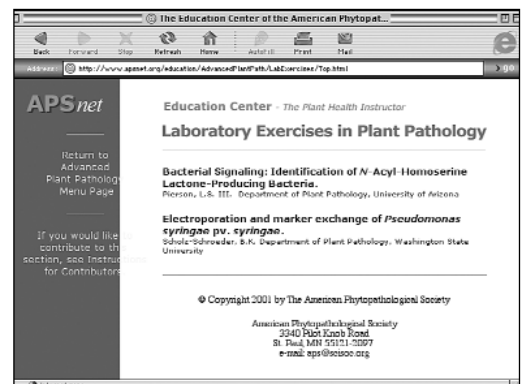 The Education Center of the American Phytopat...
Back Forward Stop Refresh Home AutoFill Print Mail
Address: http://www.apsnet.org/education/AdvancedPlantPath/LabExercises/Top.html go
APSnet
Education Center - The Plant Health Instructor
Laboratory Exercises in Plant Pathology
Return to
Advanced
Plant Pathology
Menu Page
Bacterial Signaling: Identification of N-Acyl-Homoserine
Lactone-Producing Bacteria.
Pierson, L.S. III. Department of Plant Pathology, University of Arizona
Electroporation and marker exchange of Pseudomonas
syringae pv. syringae.
Scholz-Schroeder, B.K. Department of Plant Pathology, Washington State
University
If you would like
contribute to th
section, see Instruc
for Contributors
© Copyright 2001 by The American Phytopathological Society
American Phytopathological Society
3340 Pilot Knob Road
St. Paul, MN 55121-2097
e-mail: aps@scisoc.org